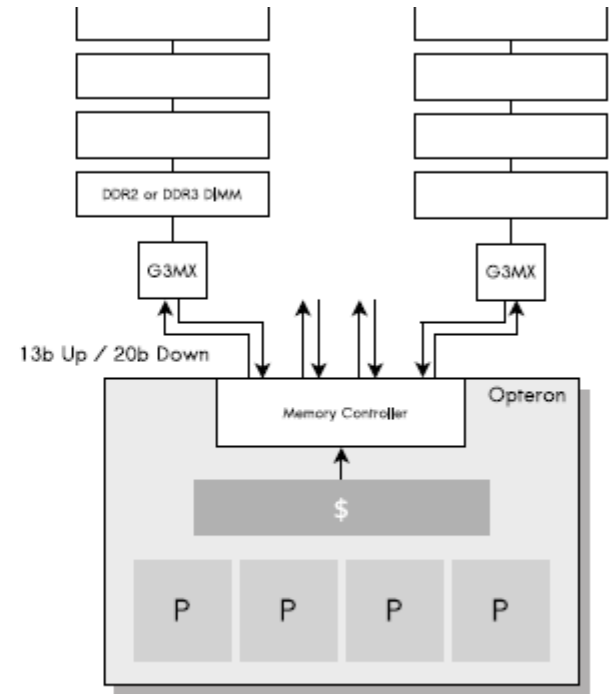 DDR2 or DDR3 DIMM
G3MX
G3MX
13b Up / 20b Down
Opteron
Memory Controller
$
P P P P